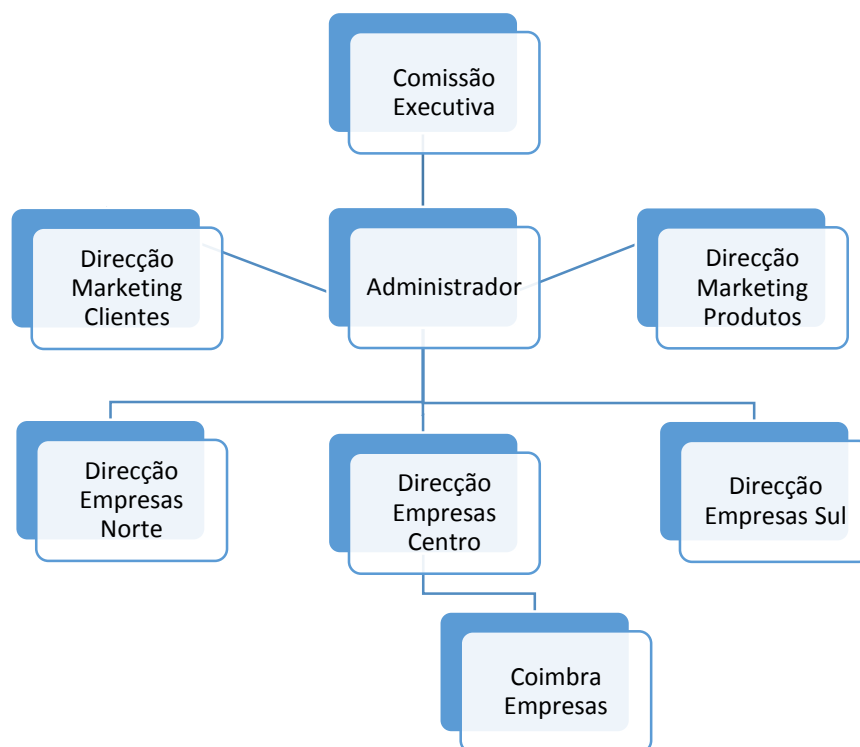 Comissão
Executiva
Direcção
Marketing
Clientes
Administrador
Direcção
Marketing
Produtos
Direcção
Empresas
Norte
Direcção
Empresas
Centro
Direcção
Empresas Sul
Coimbra
Empresas